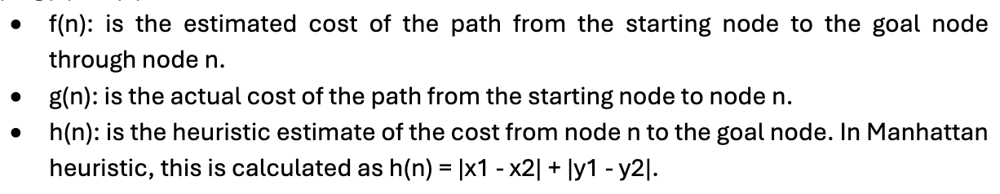 • f(n): is the estimated cost of the path from the starting node to the goal node
through node n.
• g(n): is the actual cost of the path from the starting node to node n.
• h(n): is the heuristic estimate of the cost from node n to the goal node. In Manhattan
heuristic, this is calculated as h(n) = |x1 - x2| + |y1 - y2|.